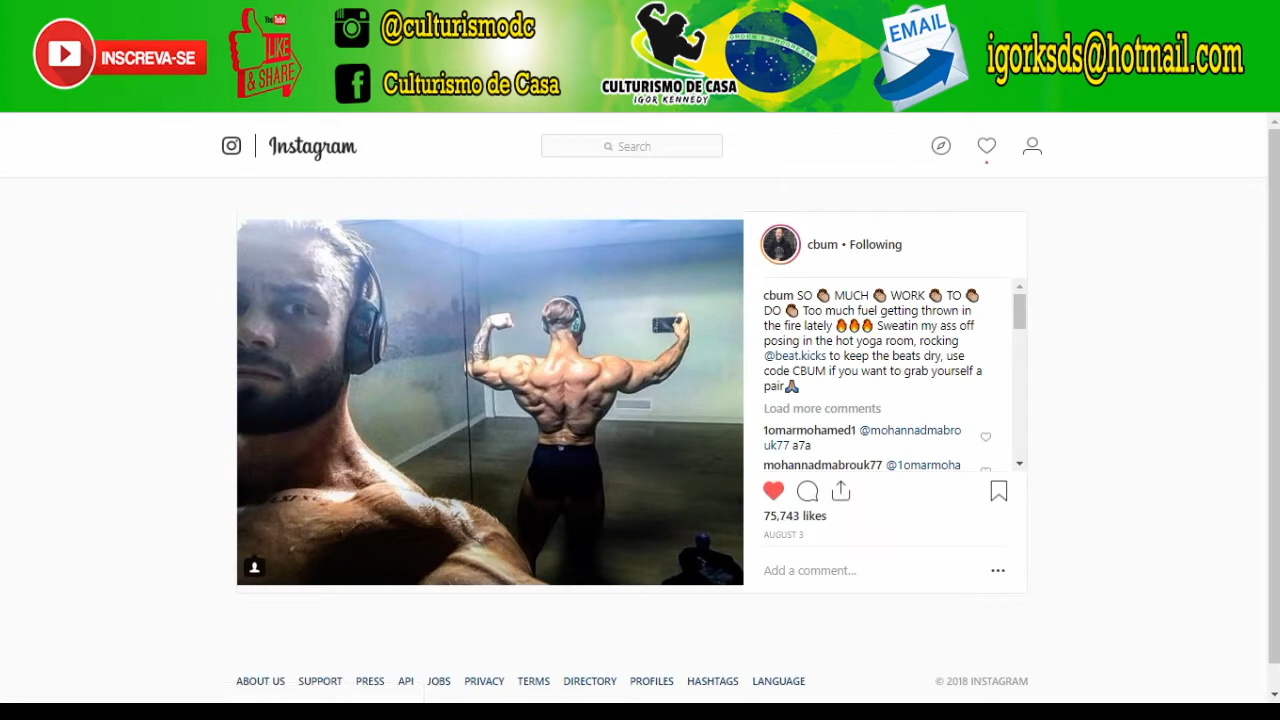 You Tube
INSCREVA-SE
LIKE
& SHARE
@culturismodc
Culturismo de Casa
CULTURISMO DE CASA
IGOR KENNEDY
ORDEM E PROGRESSO
EMAIL
igorksds@hotmail.com
Instagram
Search
cbum • Following
cbum SO 👏🏽 MUCH 👏🏽 WORK 👏🏽 TO 👏🏽
DO 👏🏽 Too much fuel getting thrown in
the fire lately 🔥🔥🔥 Sweatin my ass off
posing in the hot yoga room, rocking
@beat.kicks to keep the beats dry, use
code CBUM if you want to grab yourself a
pair🙏🏽
Load more comments
1omarmohamed1 @mohannadmabro
uk77 a7a
mohannadmabrouk77 @1omarmoha
75,743 likes
AUGUST 3
Add a comment...
ABOUT US SUPPORT PRESS API JOBS PRIVACY TERMS DIRECTORY PROFILES HASHTAGS LANGUAGE
© 2018 INSTAGRAM